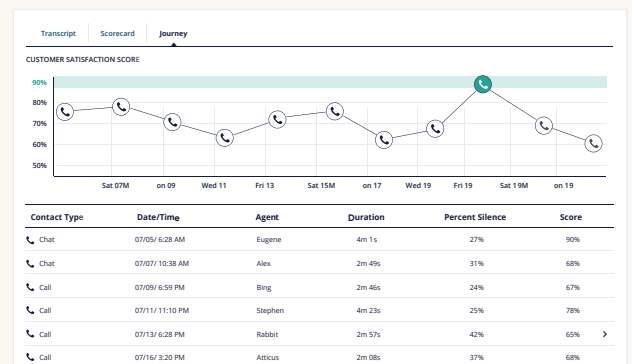 Transcript Scorecard Journey
CUSTOMER SATISFACTION SCORE
90%
80%
70%
60%
50%
Sat 07M on 09 Wed 11 Fri 13 Sat 15M on 17 Wed 19 Fri 19 Sat 19M on 19
Contact Type Date/Time Agent Duration Percent Silence Score
Chat 07/05/ 6:28 AM Eugene 4m 1s 27% 90%
Chat 07/07/ 10:38 AM Alex 2m 49s 31% 68%
Call 07/09/ 6:59 PM Bing 2m 46s 24% 67%
Call 07/11/ 11:10 PM Stephen 4m 23s 25% 78%
Call 07/13/ 6:28 PM Rabbit 2m 57s 42% 65%
Call 07/16/ 3:20 PM Atticus 2m 08s 37% 68%